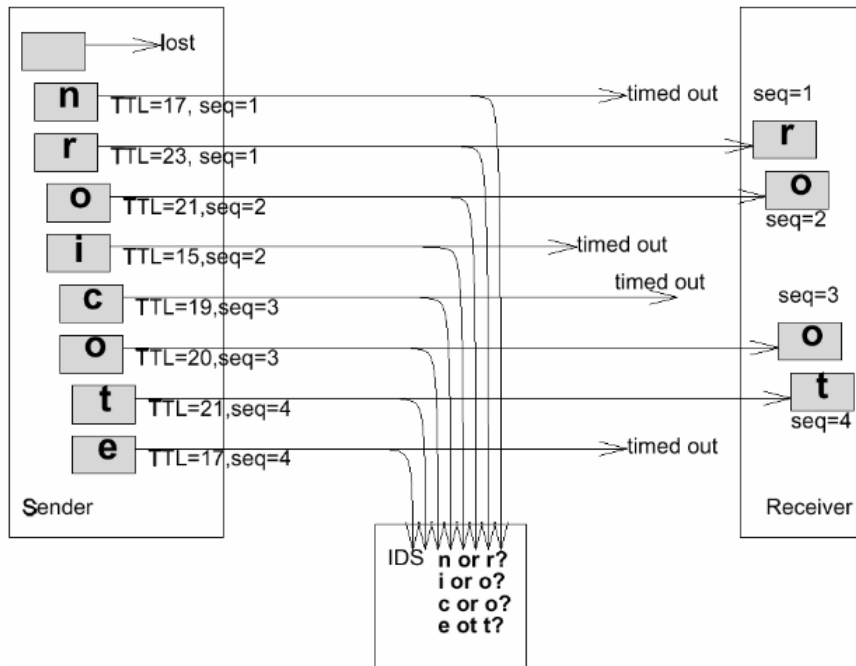 lost
n
TTL=17, seq=1
timed out
seq=1
r
TTL=23, seq=1
r
o
TTL=21,seq=2
o
seq=2
i
TTL=15,seq=2
timed out
c
TTL=19,seq=3
timed out
seq=3
o
TTL=20,seq=3
o
t
TTL=21,seq=4
t
seq=4
e
TTL=17,seq=4
timed out
Sender
Receiver
IDS
n or r?
i or o?
c or o?
e ot t?